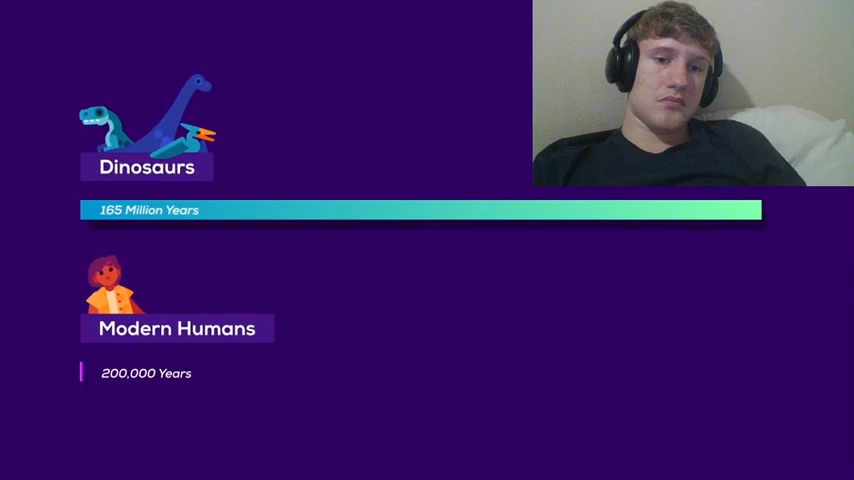 Dinosaurs
165 Million Years
Modern Humans
200,000 Years